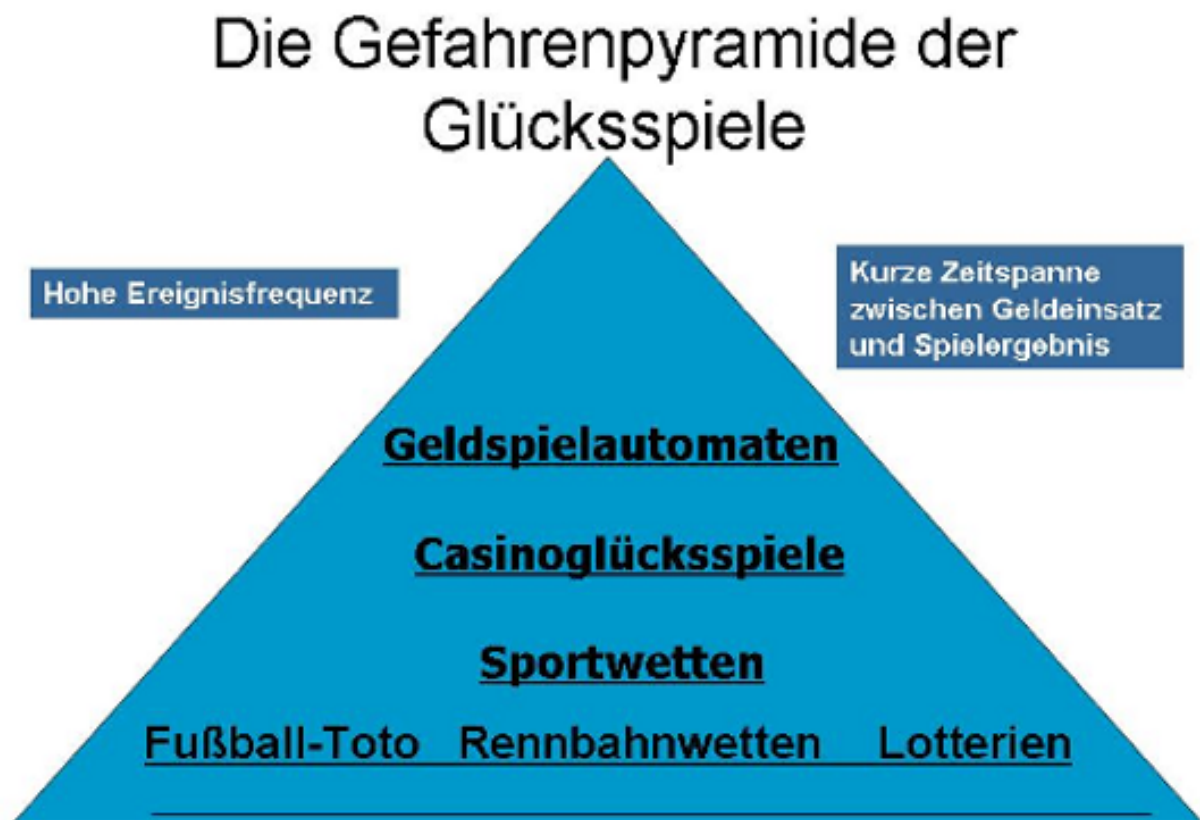 Die Gefahrenpyramide der
Glücksspiele
Hohe Ereignisfrequenz
Kurze Zeitspanne
zwischen Geldeinsatz
und Spielergebnis
Geldspielautomaten
Casinoglücksspiele
Sportwetten
Fußball-Toto Rennbahnwetten Lotterien